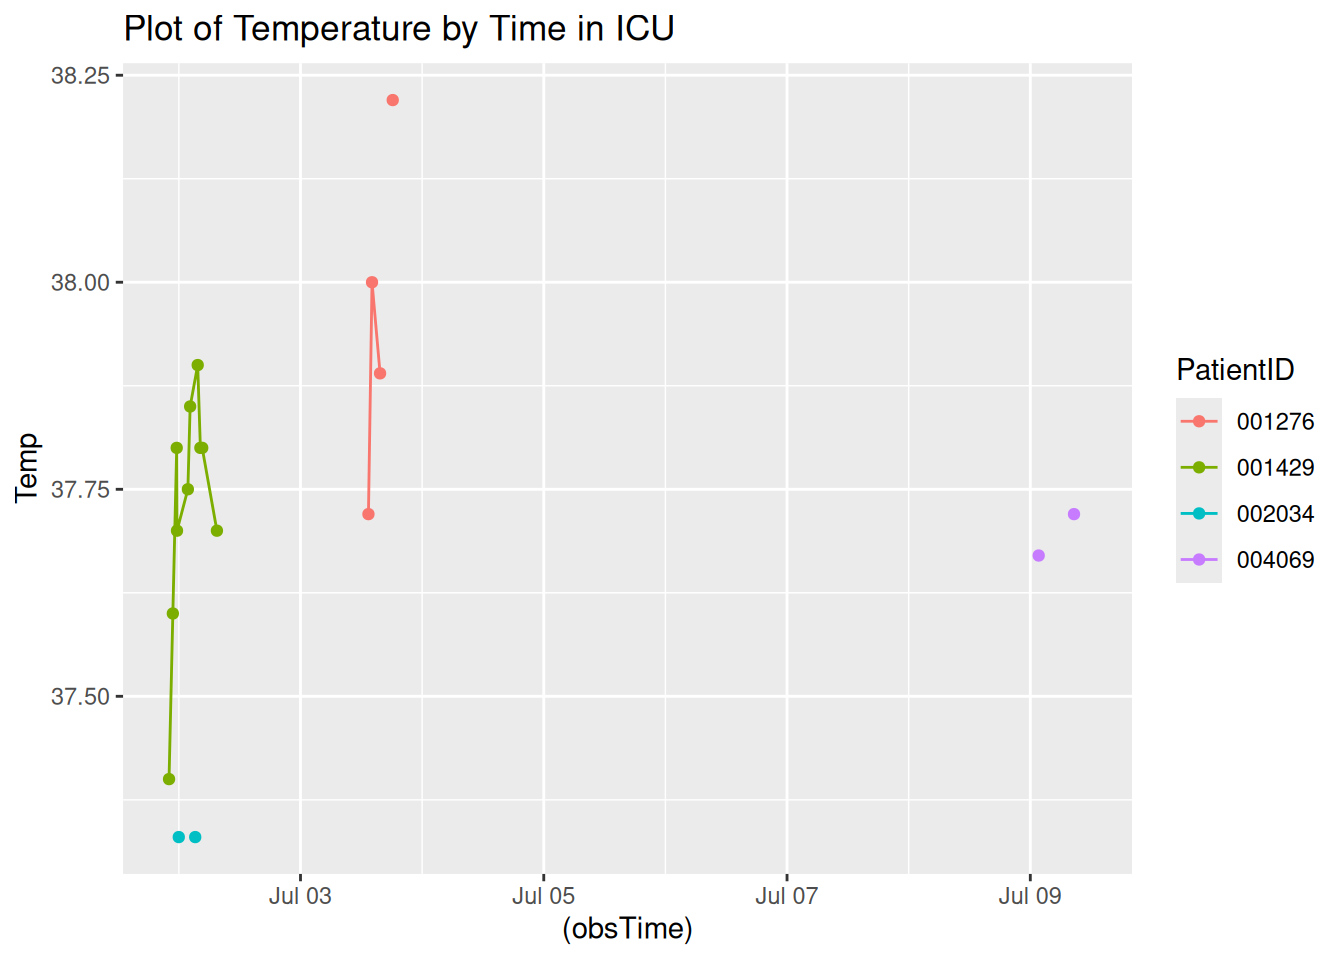 Plot of Temperature by Time in ICU
38.25
38.00
37.75
37.50
Temp
Jul 03
Jul 05
Jul 07
Jul 09
(obsTime)
PatientID
001276
001429
002034
004069